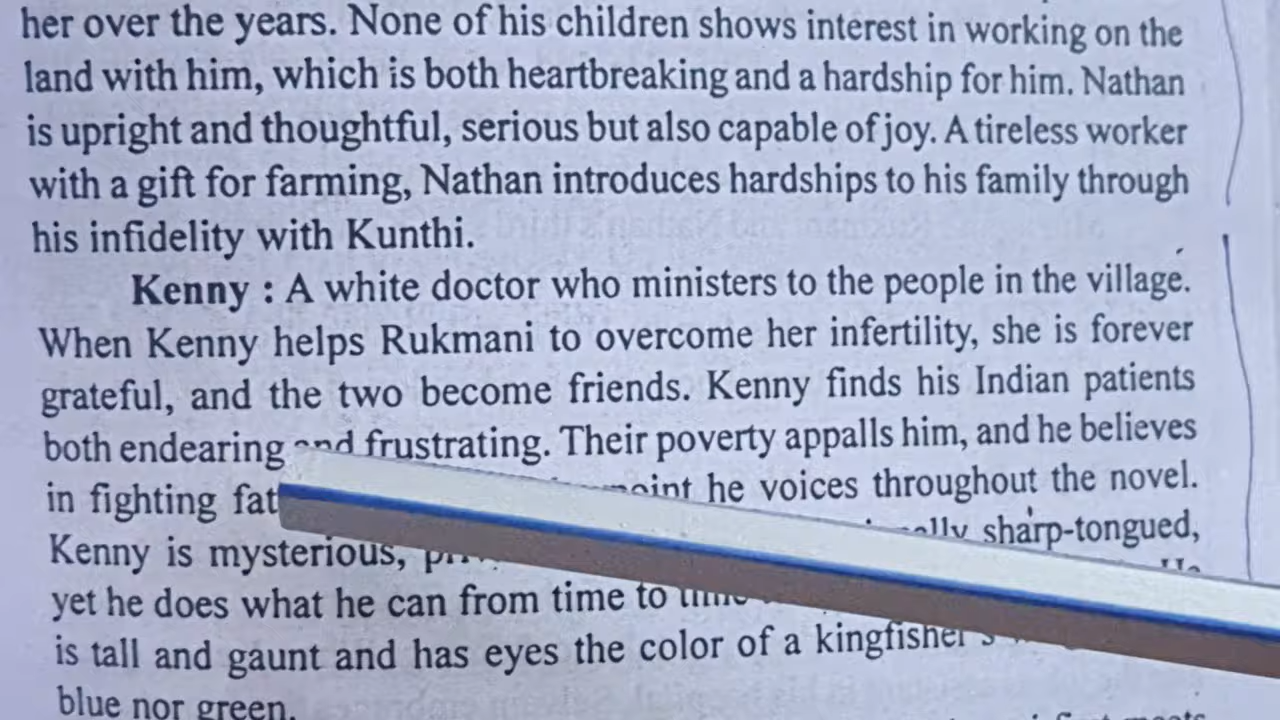 her over the years. None of his children shows interest in working on the
land with him, which is both heartbreaking and a hardship for him. Nathan
is upright and thoughtful, serious but also capable of joy. A tireless worker
with a gift for farming, Nathan introduces hardships to his family through
his infidelity with Kunthi.
Kenny : A white doctor who ministers to the people in the village.
When Kenny helps Rukmani to overcome her infertility, she is forever
grateful, and the two become friends. Kenny finds his Indian patients
both endearing and frustrating. Their poverty appalls him, and he believes
in fighting he voices throughout the novel.
Kenny is mysterious, sharp-tongued,
yet he does what he can from time to
is tall and gaunt and has eyes the color of a kingfisher's
blue nor green.